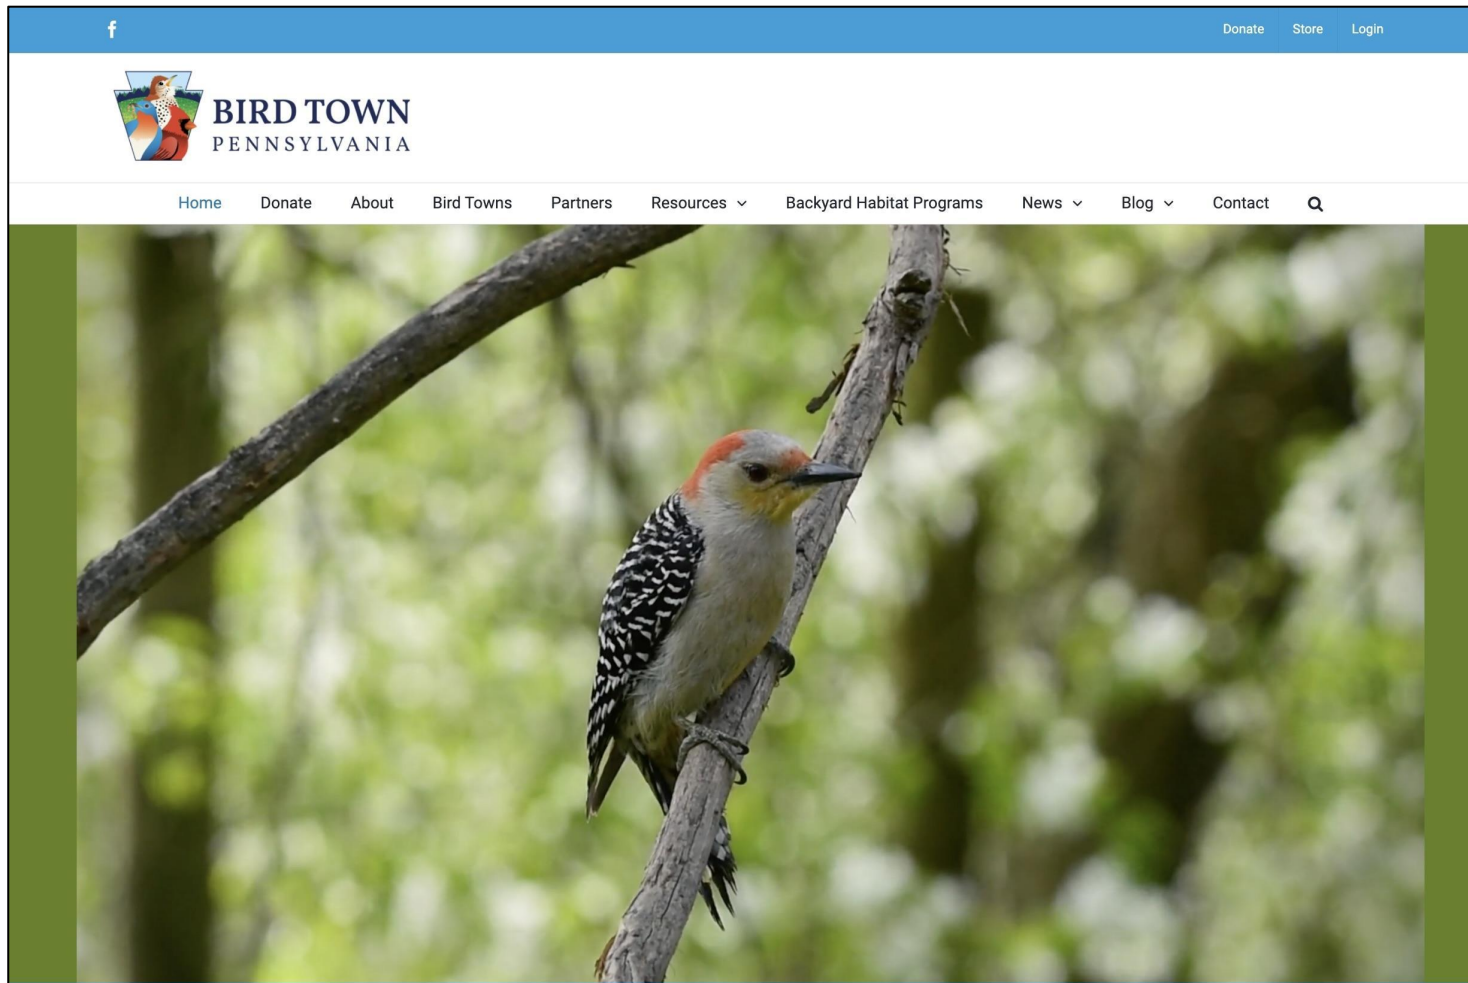 Donate Store Login
BIRD TOWN
PENNSYLVANIA
Home Donate About Bird Towns Partners Resources Backyard Habitat Programs News Blog Contact